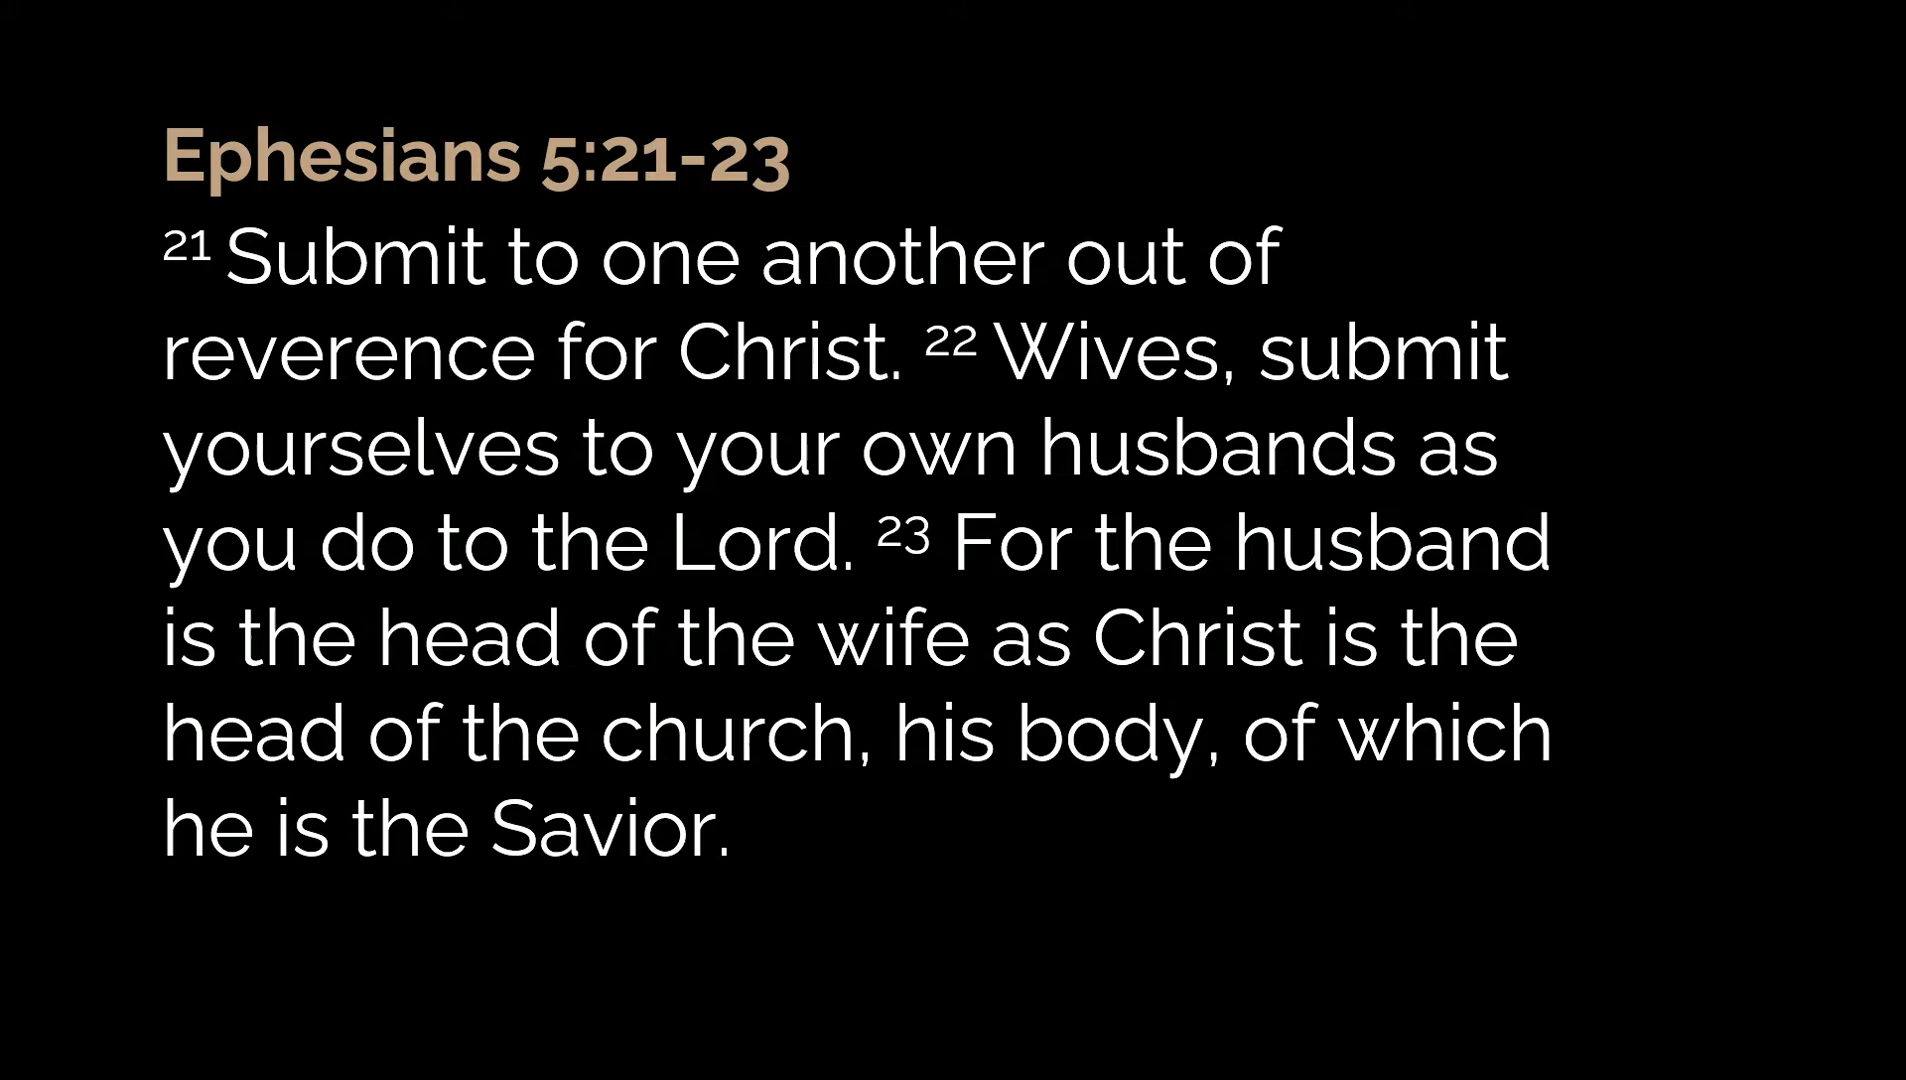 Ephesians 5:21-23
21 Submit to one another out of
reverence for Christ. 22 Wives, submit
yourselves to your own husbands as
you do to the Lord. 23 For the husband
is the head of the wife as Christ is the
head of the church, his body, of which
he is the Savior.